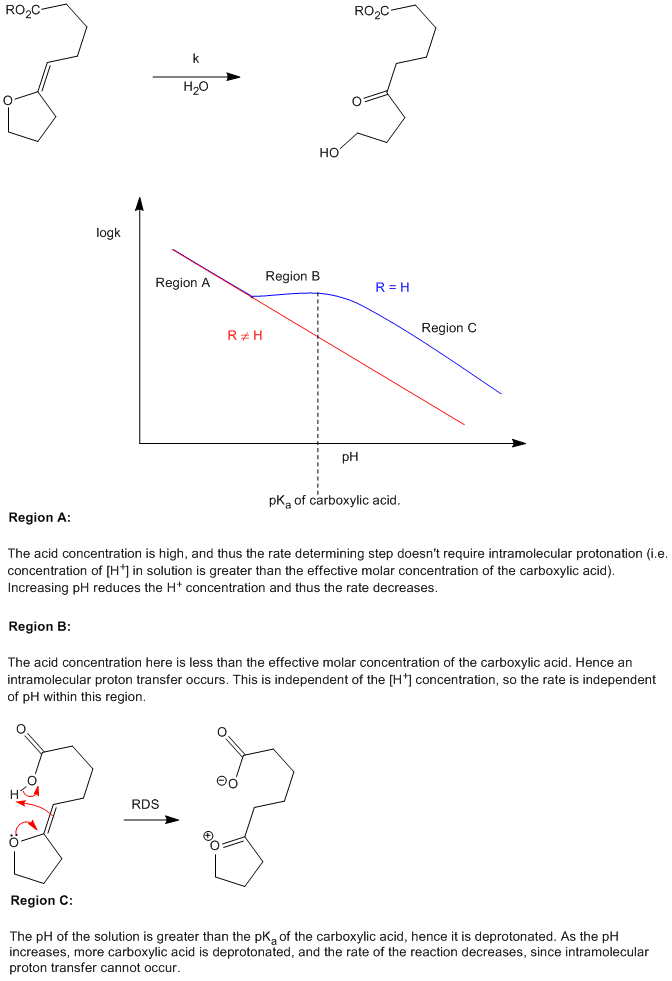 RO₂C
RO₂C
k
H₂O
O
O
HO
logk
Region B
Region A
R = H
Region C
R ≠ H
pH
pKₐ of carboxylic acid.
Region A:
The acid concentration is high, and thus the rate determining step doesn't require intramolecular protonation (i.e.
concentration of [H⁺] in solution is greater than the effective molar concentration of the carboxylic acid).
Increasing pH reduces the H⁺ concentration and thus the rate decreases.
Region B:
The acid concentration here is less than the effective molar concentration of the carboxylic acid. Hence an
intramolecular proton transfer occurs. This is independent of the [H⁺] concentration, so the rate is independent
of pH within this region.
O
O
O
H
⊖O
RDS
O
⊕
O
Region C:
The pH of the solution is greater than the pKₐ of the carboxylic acid, hence it is deprotonated. As the pH
increases, more carboxylic acid is deprotonated, and the rate of the reaction decreases, since intramolecular
proton transfer cannot occur.